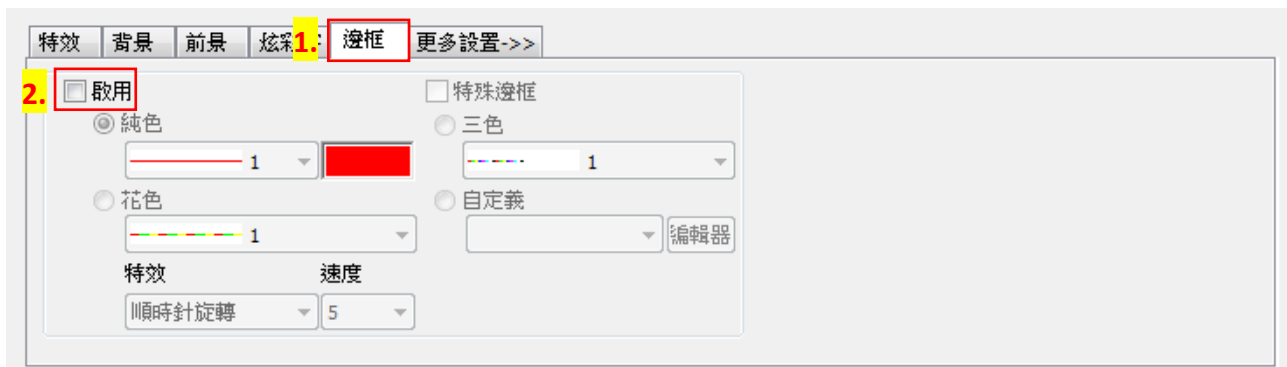 特效 背景 前景 炫彩 1. 邊框 更多設置->>
2. 啟用 特殊邊框
純色 三色
1 1
花色 自定義
1 編輯器
特效 速度
順時針旋轉 5